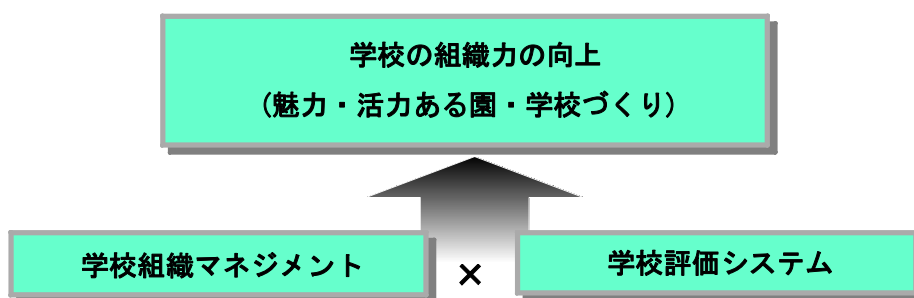 学校の組織力の向上
(魅力・活力ある園・学校づくり)
学校組織マネジメント
×
学校評価システム